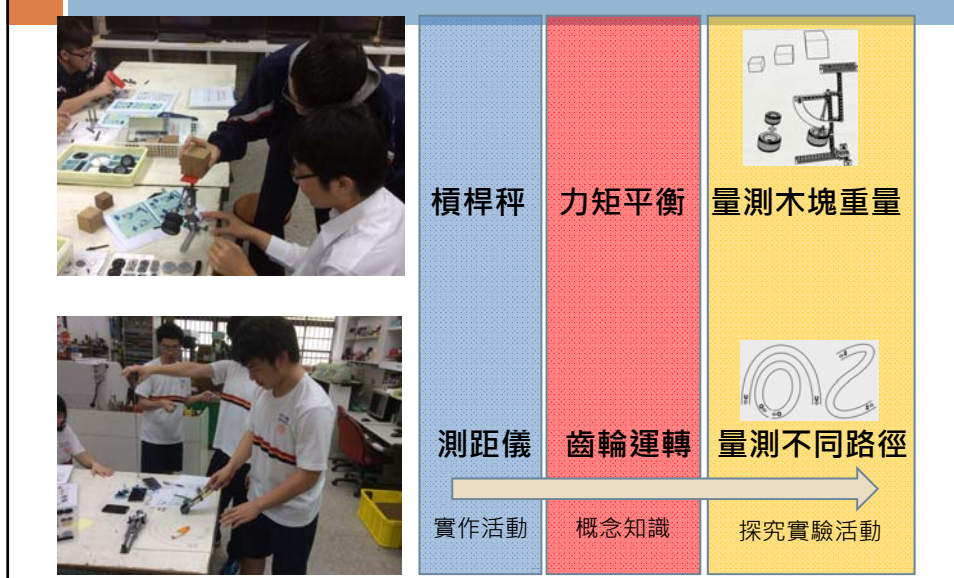 槓桿秤
力矩平衡
量測木塊重量
測距儀
齒輪運轉
量測不同路徑
實作活動
概念知識
探究實驗活動